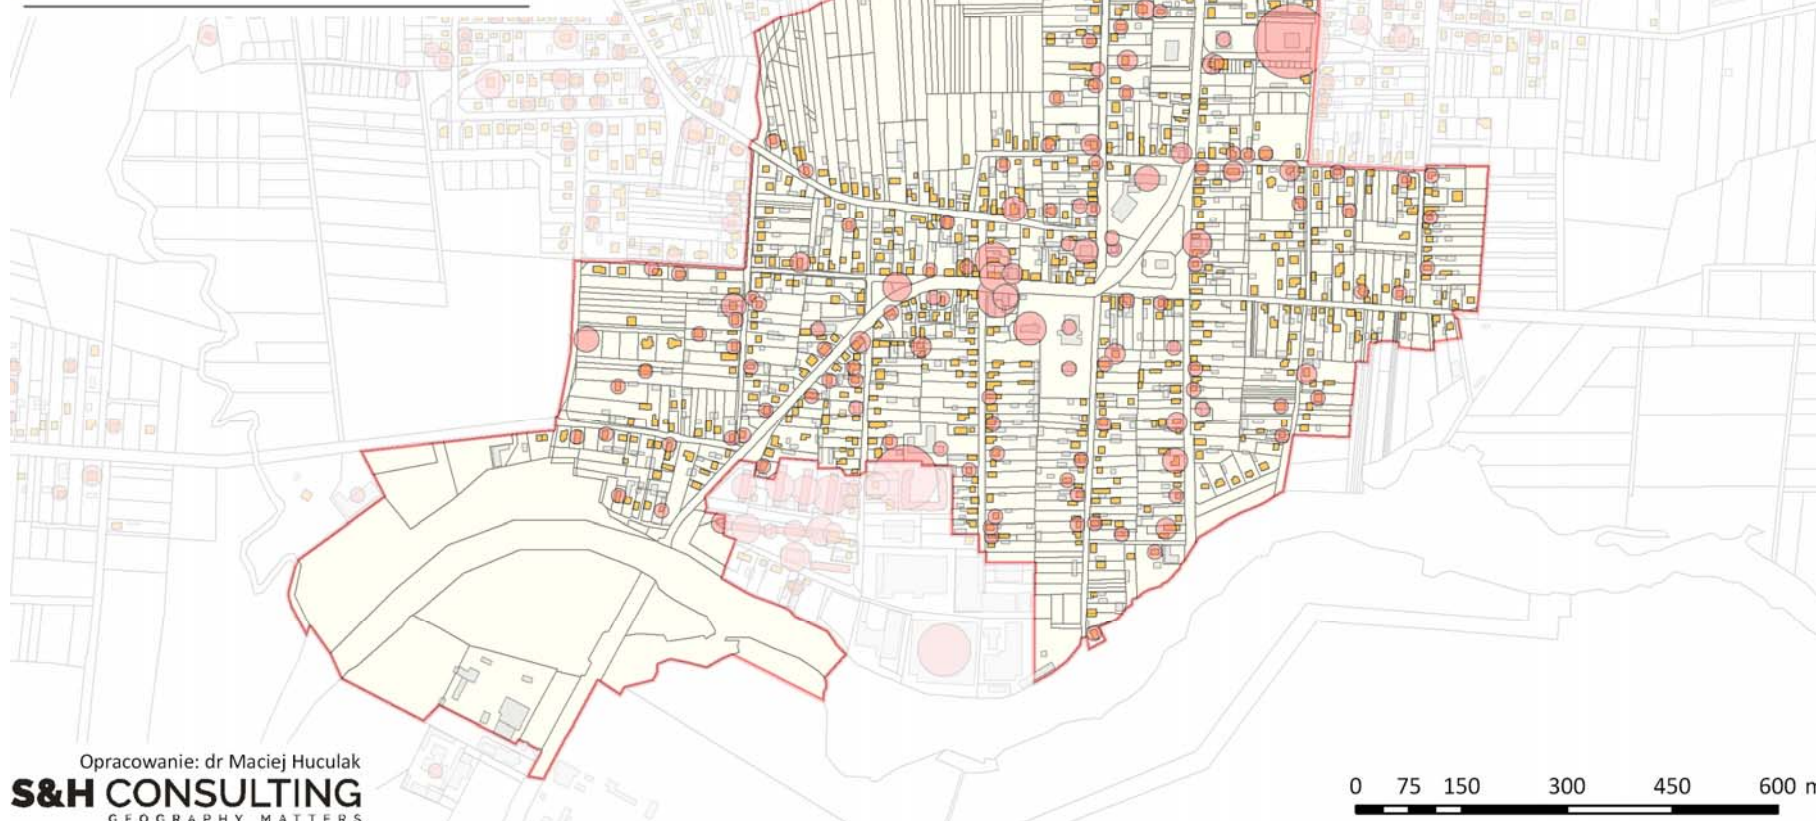 Opracowanie: dr Maciej Huculak
S&H CONSULTING
GEOGRAPHY MATTERS
0 75 150 300 450 600 m